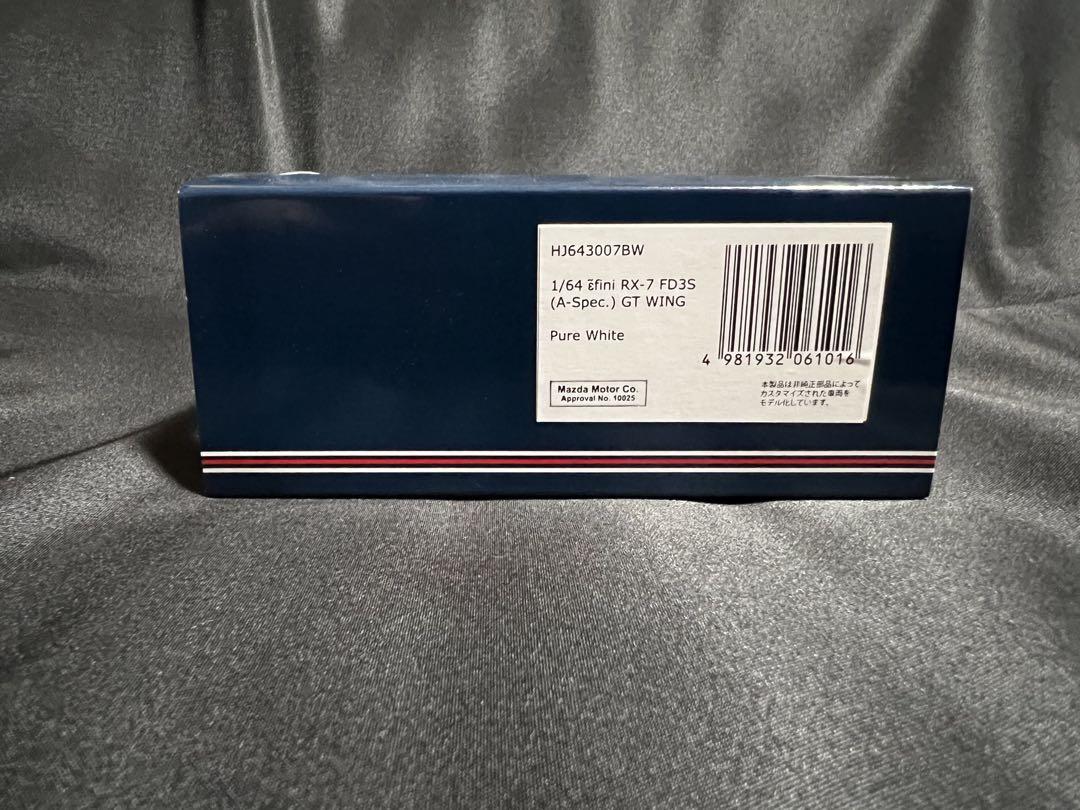 HJ643007BW
1/64 ε̃fini RX-7 FD3S
(A-Spec.) GT WING
Pure White
4 981932 061016
Mazda Motor Co.
Approval No. 10025
本製品は非純正部品によって
カスタマイズされた車両を
モデル化しています。